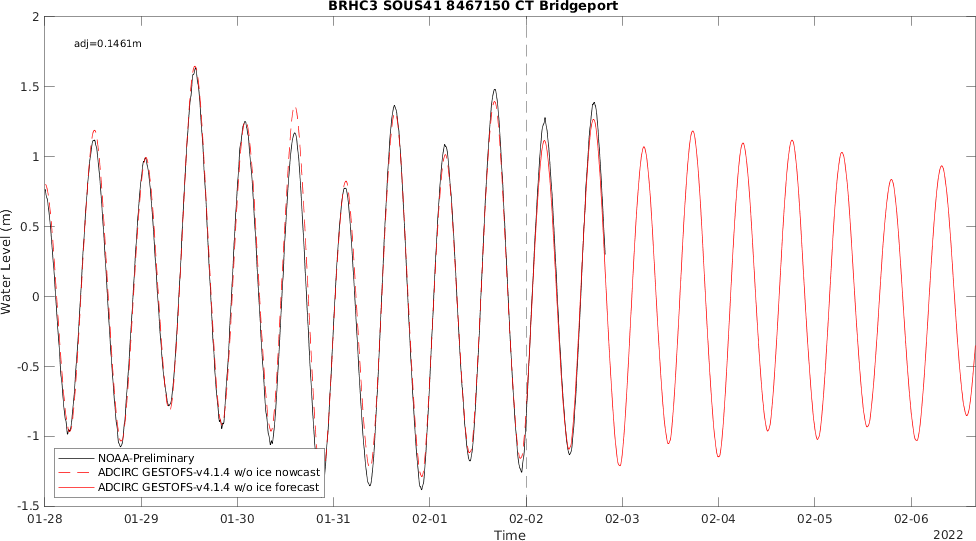 BRHC3 SOUS41 8467150 CT Bridgeport
2
adj=0.1461m
1.5
1
0.5
0
-0.5
-1
-1.5
Water Level (m)
NOAA-Preliminary
ADCIRC GESTOFS-v4.1.4 w/o ice nowcast
ADCIRC GESTOFS-v4.1.4 w/o ice forecast
01-28 01-29 01-30 01-31 02-01 02-02 02-03 02-04 02-05 02-06
Time
2022